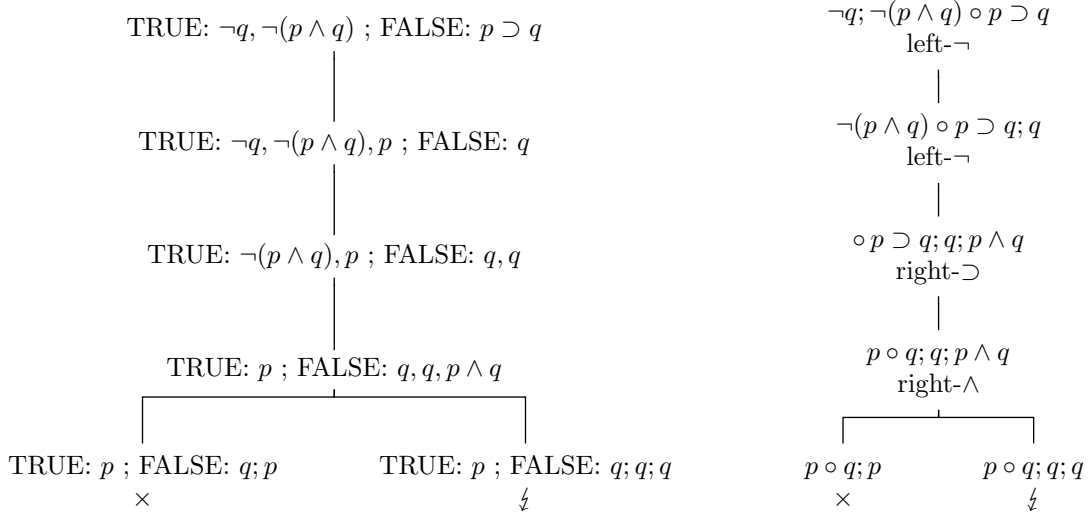 TRUE: ¬q, ¬(p ∧ q) ; FALSE: p ⊃ q
TRUE: ¬q, ¬(p ∧ q), p ; FALSE: q
TRUE: ¬(p ∧ q), p ; FALSE: q, q
TRUE: p ; FALSE: q, q, p ∧ q
TRUE: p ; FALSE: q; p
×
TRUE: p ; FALSE: q; q; q
↯
¬q; ¬(p ∧ q) ∘ p ⊃ q
left-¬
¬(p ∧ q) ∘ p ⊃ q; q
left-¬
∘ p ⊃ q; q; p ∧ q
right-⊃
p ∘ q; q; p ∧ q
right-∧
p ∘ q; p
×
p ∘ q; q; q
↯